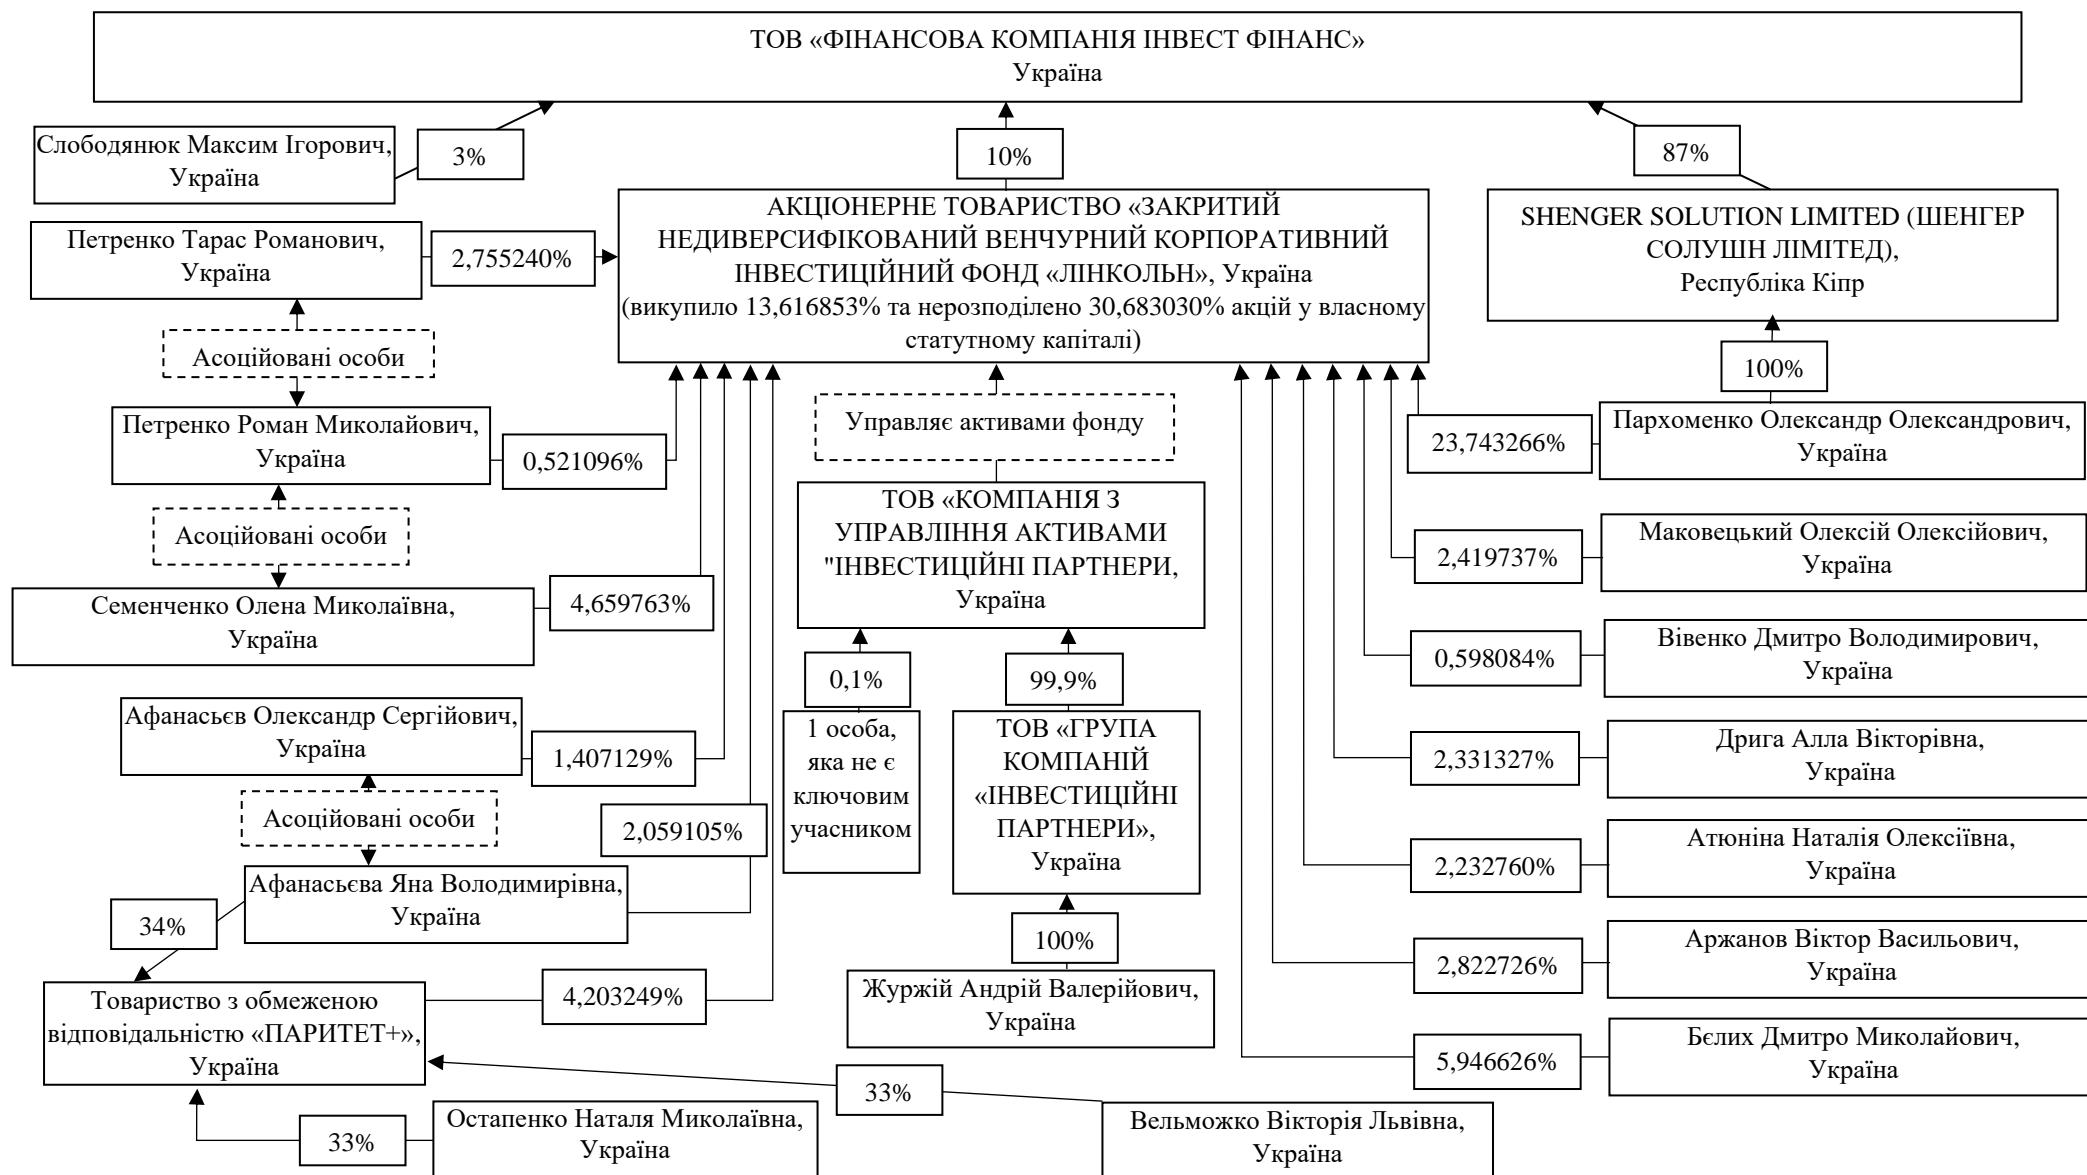 ТОВ «ФІНАНСОВА КОМПАНІЯ ІНВЕСТ ФІНАНС»
Україна
Слободянюк Максим Ігорович,
Україна
3%
10%
87%
АКЦІОНЕРНЕ ТОВАРИСТВО «ЗАКРИТИЙ
НЕДИВЕРСИФІКОВАНИЙ ВЕНЧУРНИЙ КОРПОРАТИВНИЙ
ІНВЕСТИЦІЙНИЙ ФОНД «ЛІНКОЛЬН», Україна
(викупило 13,616853% та нерозподілено 30,683030% акцій у власному
статутному капіталі)
SHENGER SOLUTION LIMITED (ШЕНГЕР
СОЛУШН ЛІМІТЕД),
Республіка Кіпр
Петренко Тарас Романович,
Україна
2,755240%
Асоційовані особи
100%
Петренко Роман Миколайович,
Україна
0,521096%
Управляє активами фонду
23,743266%
Пархоменко Олександр Олександрович,
Україна
Асоційовані особи
ТОВ «КОМПАНІЯ З
УПРАВЛІННЯ АКТИВАМИ
"ІНВЕСТИЦІЙНІ ПАРТНЕРИ,
Україна
2,419737%
Маковецький Олексій Олексійович,
Україна
Семенченко Олена Миколаївна,
Україна
4,659763%
0,1%
99,9%
0,598084%
Вівенко Дмитро Володимирович,
Україна
Афанасьєв Олександр Сергійович,
Україна
1,407129%
1 особа,
яка не є
ключовим
учасником
ТОВ «ГРУПА
КОМПАНІЙ
«ІНВЕСТИЦІЙНІ
ПАРТНЕРИ»,
Україна
2,331327%
Дрига Алла Вікторівна,
Україна
Асоційовані особи
2,059105%
2,232760%
Атюніна Наталія Олексіївна,
Україна
Афанасьєва Яна Володимирівна,
Україна
34%
100%
2,822726%
Аржанов Віктор Васильович,
Україна
Товариство з обмеженою
відповідальністю «ПАРИТЕТ+»,
Україна
4,203249%
Журжій Андрій Валерійович,
Україна
5,946626%
Бєлих Дмитро Миколайович,
Україна
33%
33%
Остапенко Наталя Миколаївна,
Україна
Вельможко Вікторія Львівна,
Україна